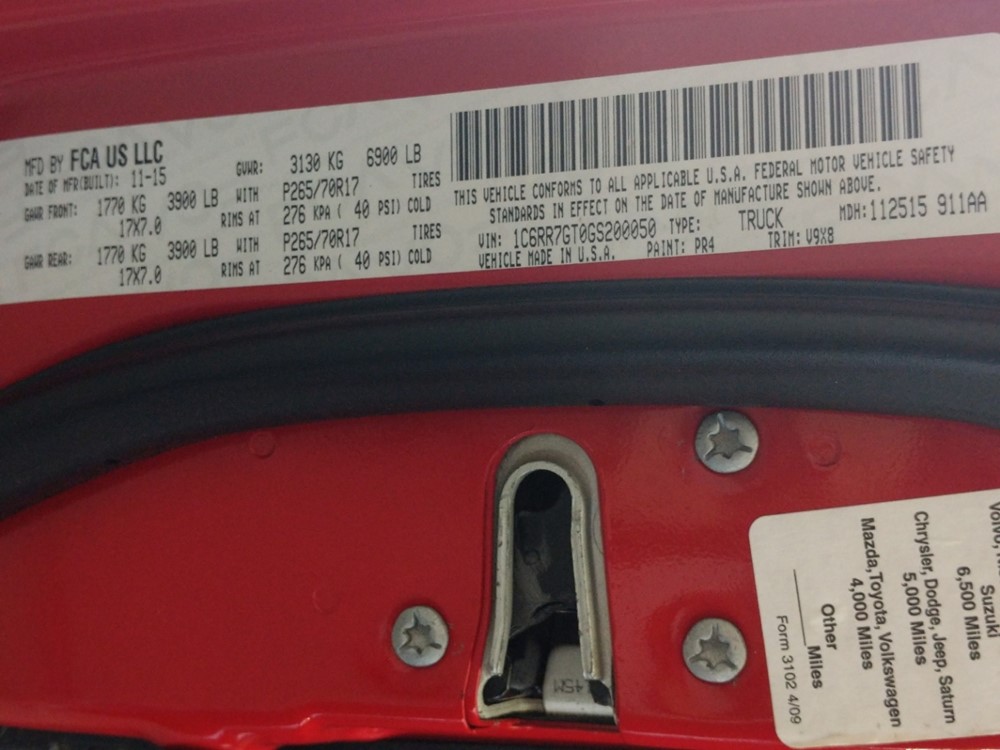 MFD BY FCA US LLC
DATE OF MFR(BUILT): 11-15
GVWR: 3130 KG 6900 LB
GAWR FRONT: 1770 KG 3900 LB WITH P265/70R17 TIRES
17X7.0 RIMS AT 276 KPA ( 40 PSI) COLD
GAWR REAR: 1770 KG 3900 LB WITH P265/70R17 TIRES
17X7.0 RIMS AT 276 KPA ( 40 PSI) COLD
THIS VEHICLE CONFORMS TO ALL APPLICABLE U.S.A. FEDERAL MOTOR VEHICLE SAFETY
STANDARDS IN EFFECT ON THE DATE OF MANUFACTURE SHOWN ABOVE.
VIN: 1C6RR7GT0GS200050 TYPE: TRUCK MDH:112515 911AA
VEHICLE MADE IN U.S.A. PAINT: PR4 TRIM: V9X8
Suzuki
6,500 Miles
Chrysler, Dodge, Jeep, Saturn
5,000 Miles
Mazda,Toyota, Volkswagen
4,000 Miles
Other
Miles
Form 3102 4/09